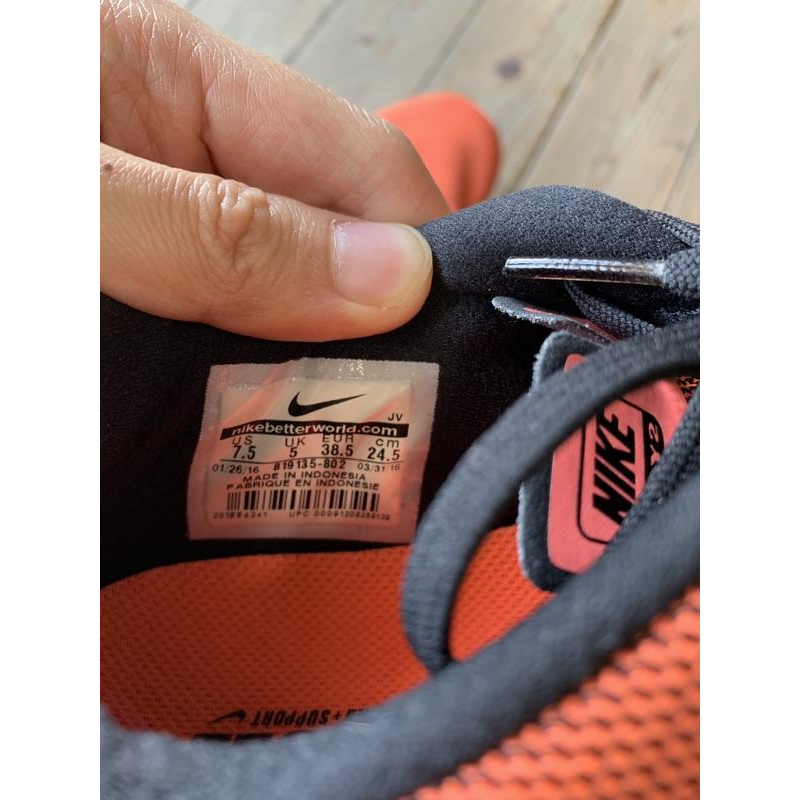 JV
nikebetterworld.com
US UK EUR cm
7.5 5 38.5 24.5
01/26/16 819135-802 03/31/16
MADE IN INDONESIA
FABRIQUE EN INDONESIE
UPC
NIKE
+ SUPPORT